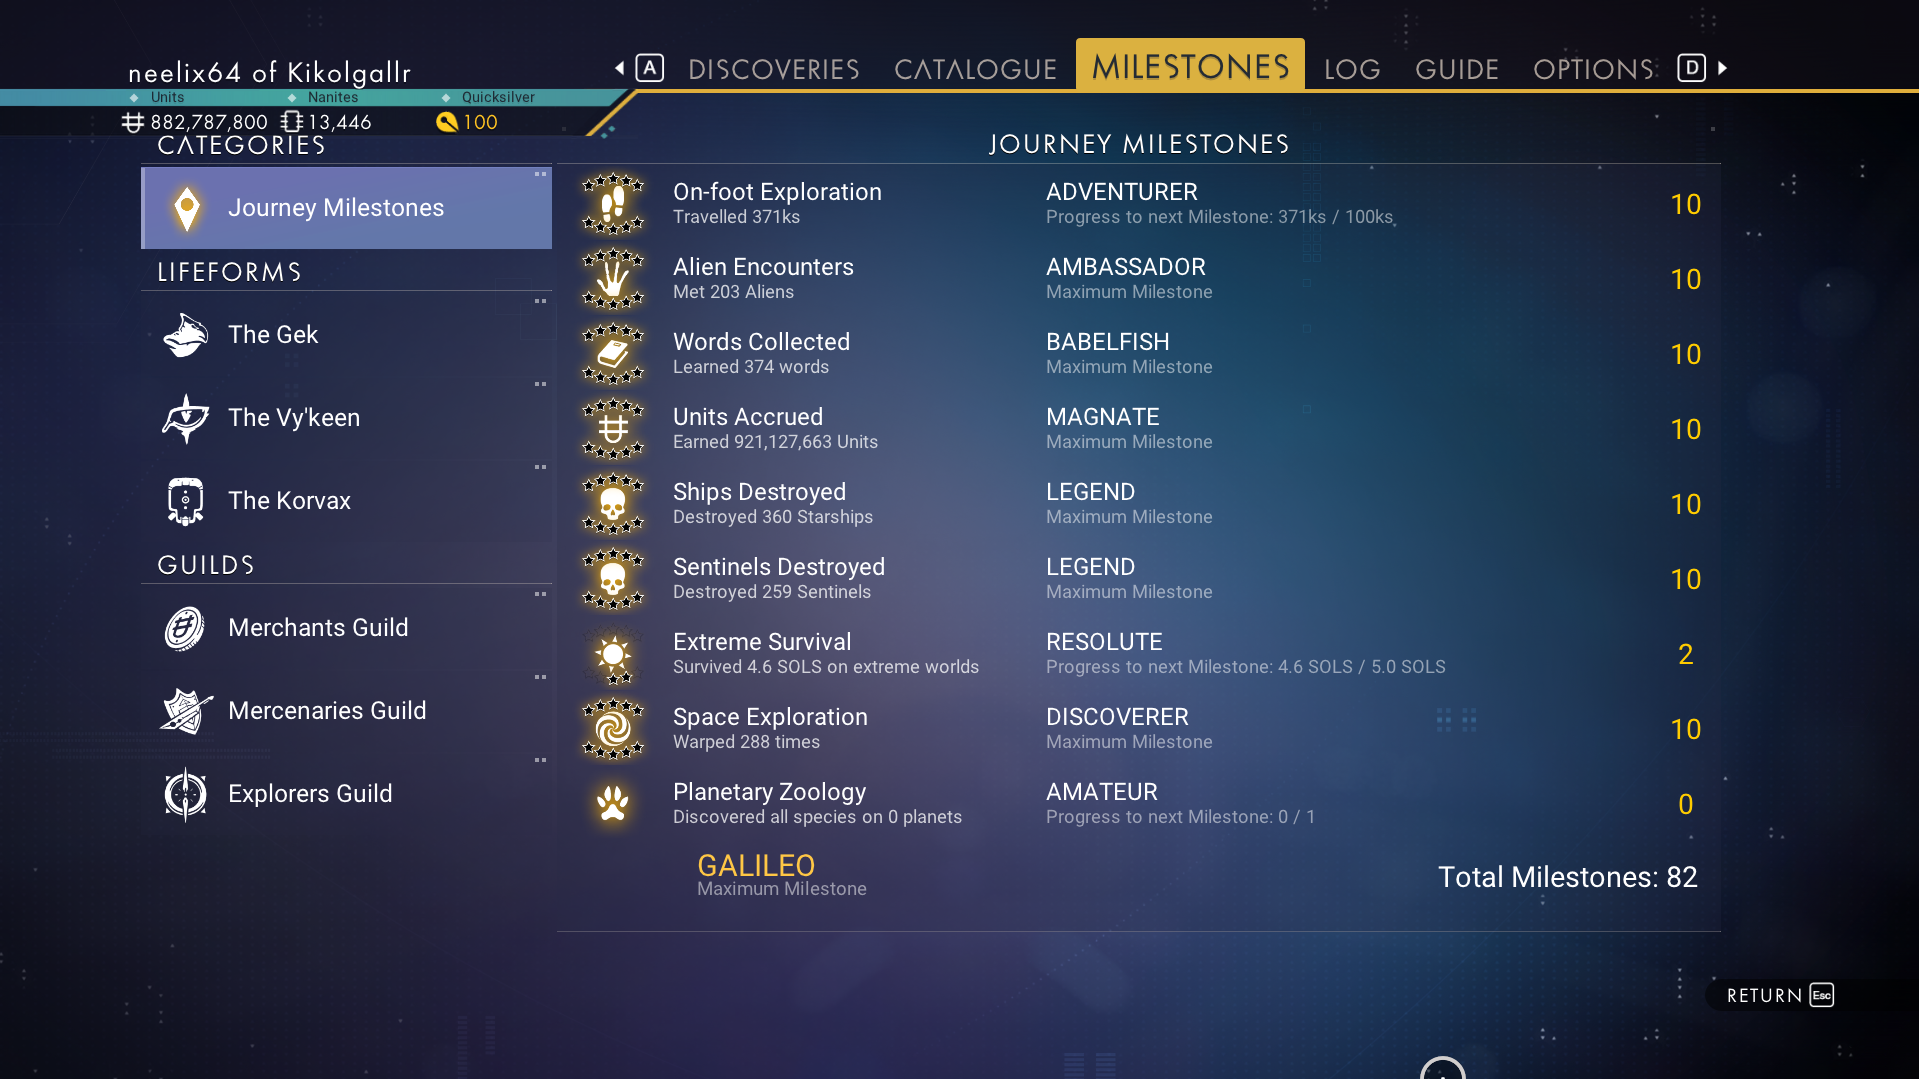 neelix64 of Kikolgallr
Units Nanites Quicksilver
882,787,800 13,446 100
A DISCOVERIES CATALOGUE MILESTONES LOG GUIDE OPTIONS D
CATEGORIES
Journey Milestones
LIFEFORMS
The Gek
The Vy'keen
The Korvax
GUILDS
Merchants Guild
Mercenaries Guild
Explorers Guild
JOURNEY MILESTONES
On-foot Exploration ADVENTURER 10
Travelled 371ks Progress to next Milestone: 371ks / 100ks
Alien Encounters AMBASSADOR 10
Met 203 Aliens Maximum Milestone
Words Collected BABELFISH 10
Learned 374 words Maximum Milestone
Units Accrued MAGNATE 10
Earned 921,127,663 Units Maximum Milestone
Ships Destroyed LEGEND 10
Destroyed 360 Starships Maximum Milestone
Sentinels Destroyed LEGEND 10
Destroyed 259 Sentinels Maximum Milestone
Extreme Survival RESOLUTE 2
Survived 4.6 SOLS on extreme worlds Progress to next Milestone: 4.6 SOLS / 5.0 SOLS
Space Exploration DISCOVERER 10
Warped 288 times Maximum Milestone
Planetary Zoology AMATEUR 0
Discovered all species on 0 planets Progress to next Milestone: 0 / 1
GALILEO Total Milestones: 82
Maximum Milestone
RETURN Esc